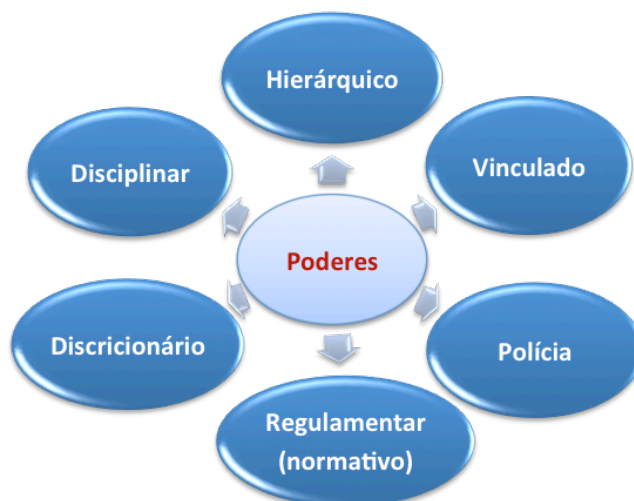 Hierárquico
Disciplinar
Vinculado
Poderes
Discricionário
Polícia
Regulamentar
(normativo)